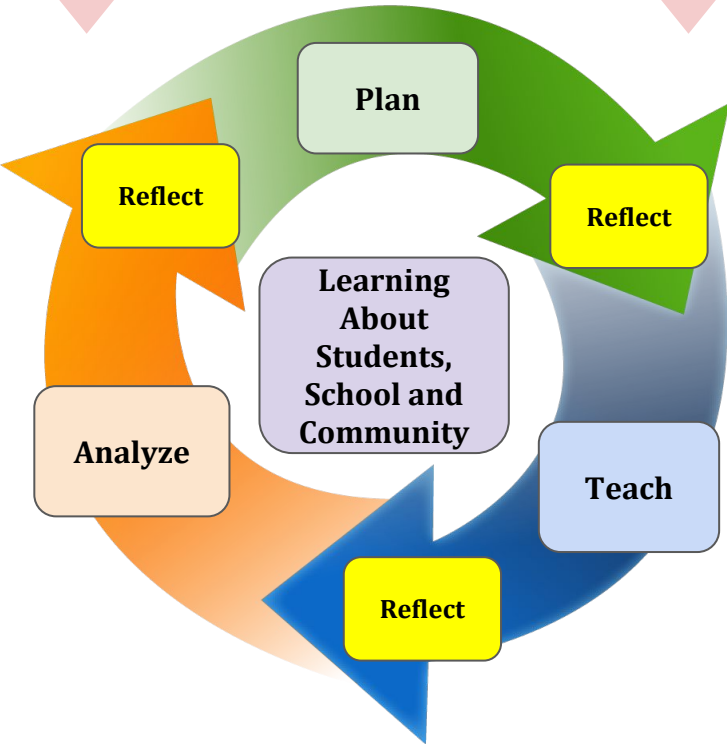 Plan
Reflect
Reflect
Learning
About
Students,
School and
Community
Analyze
Teach
Reflect